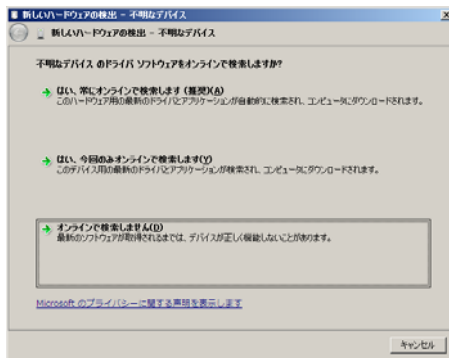 新しいハードウェアの検出 - 不明なデバイス
新しいハードウェアの検出 - 不明なデバイス
不明なデバイス のドライバ ソフトウェアをオンラインで検索しますか?
はい、常にオンラインで検索します (推奨)(A)
このハードウェア用の最新のドライバとアプリケーションが自動的に検索され、コンピュータにダウンロードされます。
はい、今回のみオンラインで検索します(Y)
このデバイス用の最新のドライバとアプリケーションが検索され、コンピュータにダウンロードされます。
オンラインで検索しません(D)
最新のソフトウェアが取得されるまでは、デバイスが正しく機能しないことがあります。
Microsoft のプライバシーに関する声明を表示します
キャンセル